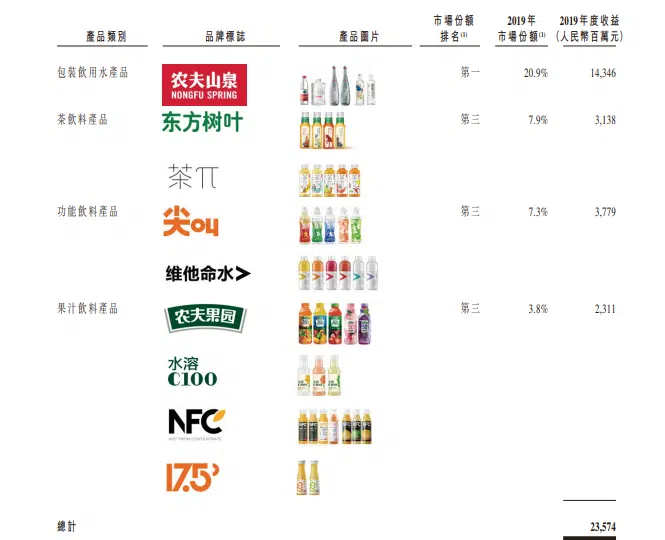 市場份額 2019年 2019年度收益
產品類別 品牌標誌 產品圖片 排名(1) 市場份額(1) (人民幣百萬元)
包裝飲用水產品 农夫山泉 NONGFU SPRING 第一 20.9% 14,346
茶飲料產品 东方树叶 第三 7.9% 3,138
茶π
功能飲料產品 尖叫 第三 7.3% 3,779
维他命水
果汁飲料產品 农夫果园 第三 3.8% 2,311
水溶
C100
NFC
NOT FROM CONCENTRATE
17.5°
總計 23,574